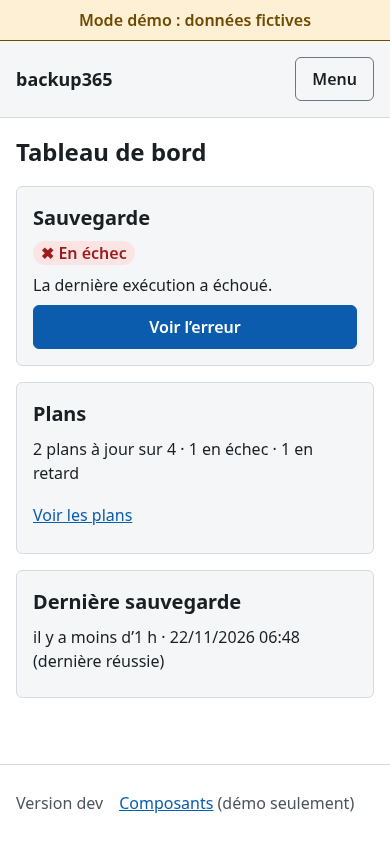 Mode démo : données fictives
backup365
Menu
Tableau de bord
Sauvegarde
✖ En échec
La dernière exécution a échoué.
Voir l’erreur
Plans
2 plans à jour sur 4 · 1 en échec · 1 en
retard
Voir les plans
Dernière sauvegarde
il y a moins d’1 h · 22/11/2026 06:48
(dernière réussie)
Version dev Composants (démo seulement)